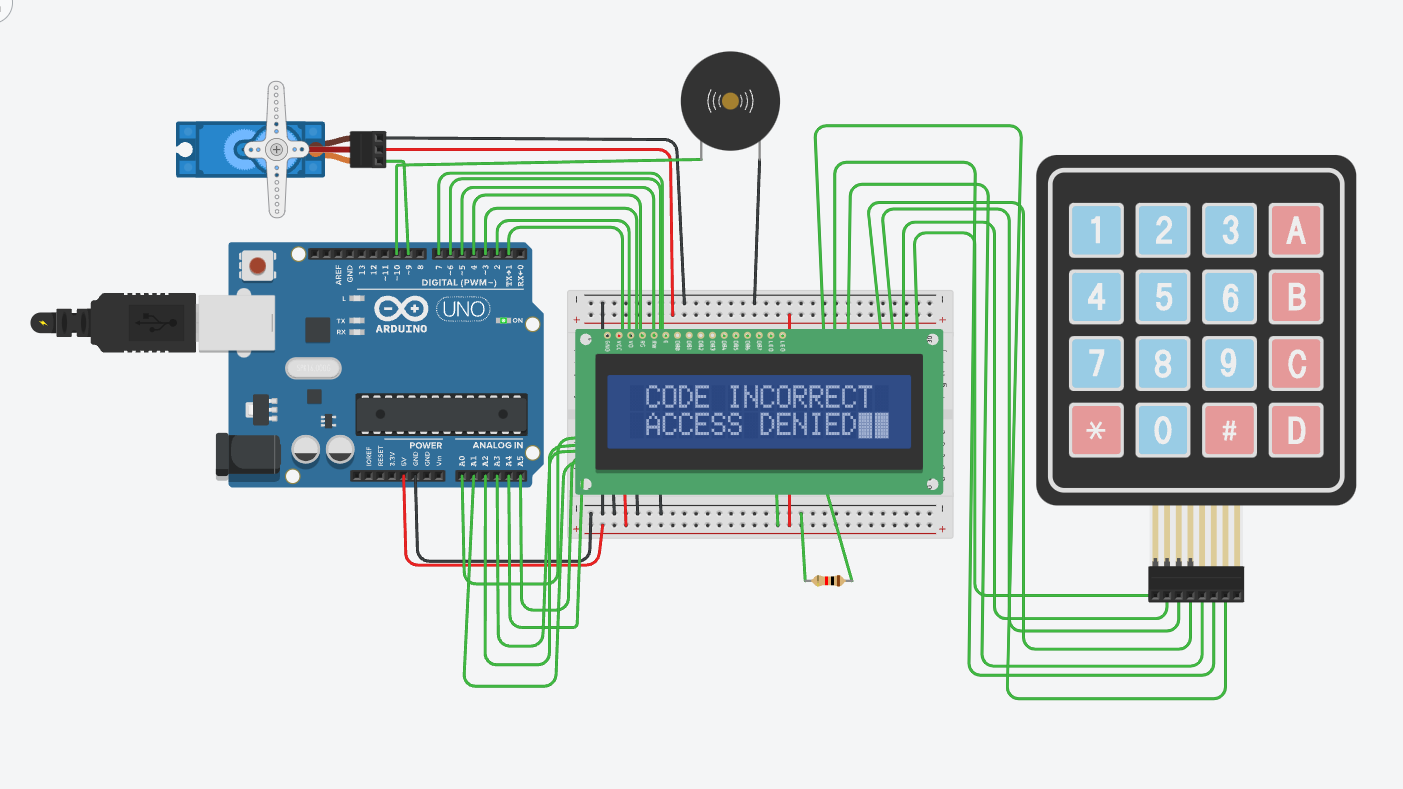 AREF
GND
13
12
~11
~10
~9
8
7
~6
~5
4
~3
2
TX→1
RX←0
DIGITAL (PWM~)
L
TX
RX
ARDUINO
UNO
ON
POWER
ANALOG IN
IOREF
RESET
3.3V
5V
GND
GND
Vin
A0
A1
A2
A3
A4
A5
CODE INCORRECT
ACCESS DENIED
1 2 3 A
4 5 6 B
7 8 9 C
* 0 # D